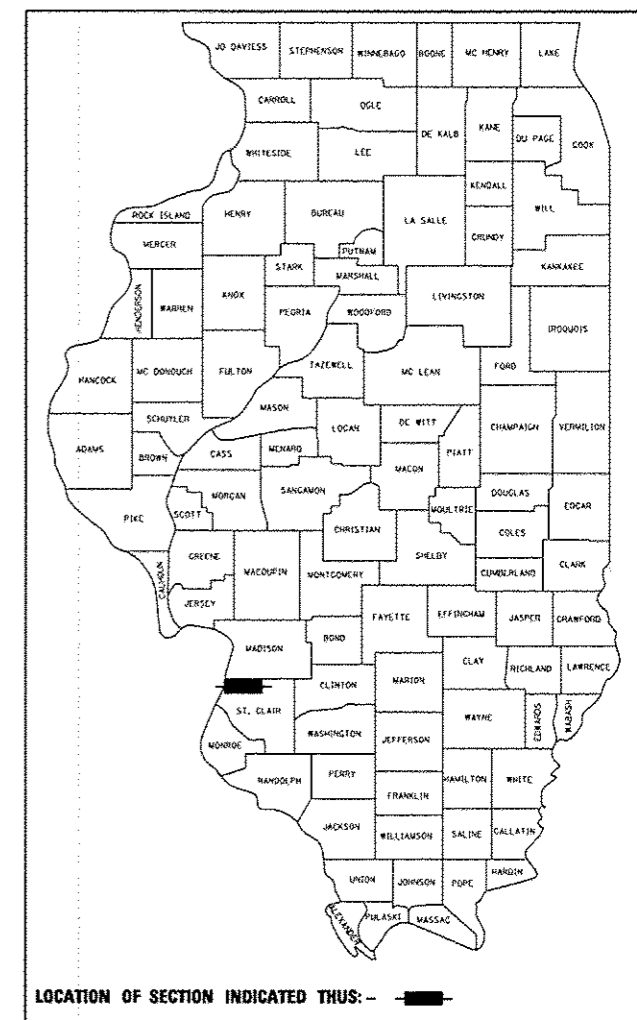 JO DAVIESS STEPHENSON WINNEBAGO BOONE MC HENRY LAKE
CARROLL OGLE DE KALB KANE DU PAGE COOK
WHITESIDE LEE KENDALL WILL
ROCK ISLAND HENRY BUREAU LA SALLE GRUNDY
MERCER PUTNAM KANKAKEE
HENDERSON WARREN KNOX STARK MARSHALL LIVINGSTON
PEORIA WOODFORD IROQUOIS
HANCOCK MC DONOUGH FULTON TAZEWELL MC LEAN FORD
SCHUYLER MASON LOGAN DE WITT CHAMPAIGN VERMILION
ADAMS BROWN CASS MENARD MACON PIATT
PIKE SCOTT MORGAN SANGAMON MOULTRIE DOUGLAS EDGAR
CHRISTIAN COLES
CALHOUN GREENE MACOUPIN MONTGOMERY SHELBY CUMBERLAND CLARK
JERSEY FAYETTE EFFINGHAM JASPER CRAWFORD
MADISON BOND CLAY RICHLAND LAWRENCE
ST. CLAIR CLINTON MARION WAYNE EDWARDS WABASH
MONROE WASHINGTON JEFFERSON
RANDOLPH PERRY HAMILTON WHITE
FRANKLIN
JACKSON WILLIAMSON SALINE GALLATIN
UNION JOHNSON POPE HARDIN
ALEXANDER PULASKI MASSAC
LOCATION OF SECTION INDICATED THUS: -